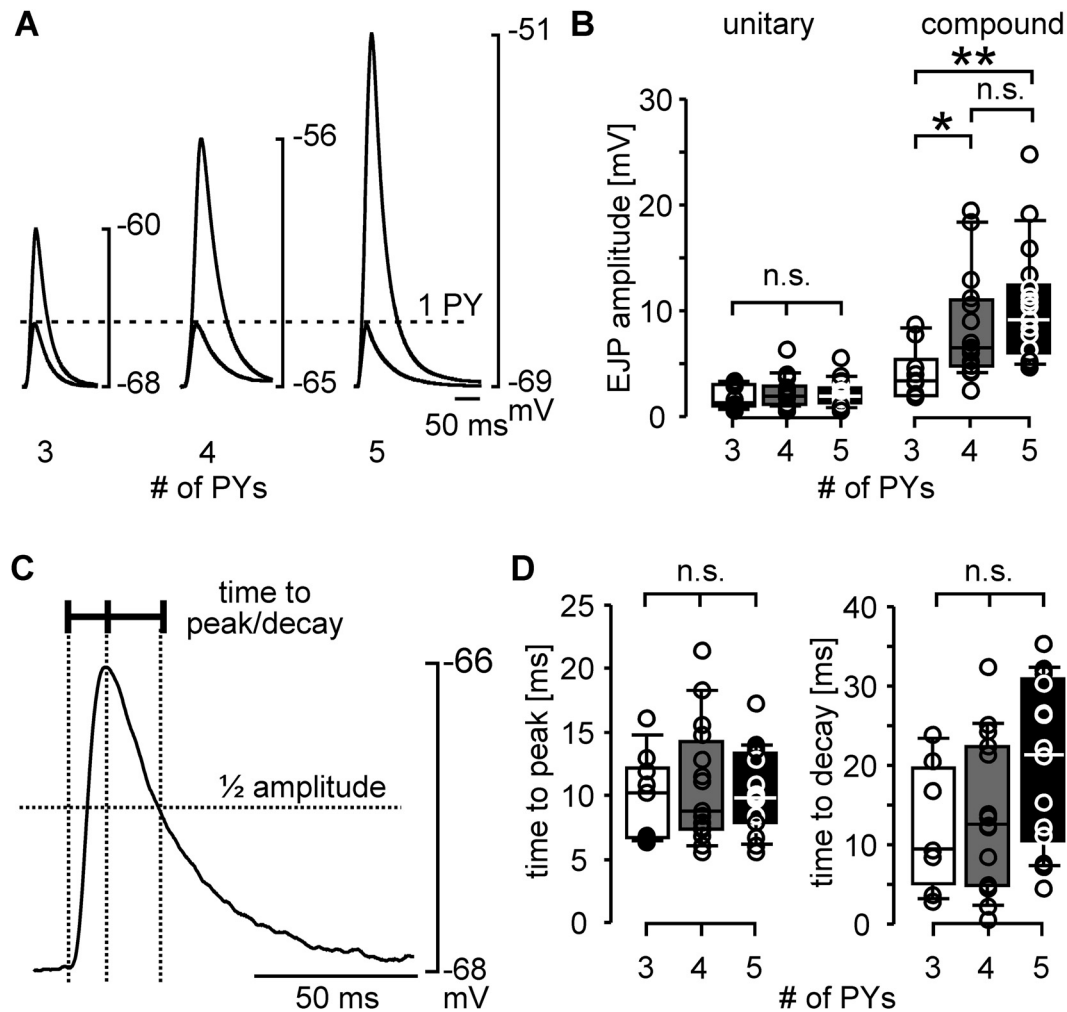 A
-51
-56
-60
1 PY
-68
-65
-69
mV
50 ms
3 4 5
# of PYs
B
unitary compound
**
n.s.
*
n.s.
EJP amplitude [mV]
30
20
10
0
3 4 5 3 4 5
# of PYs
C
time to
peak/decay
-66
½ amplitude
-68
mV
50 ms
D
n.s.
time to peak [ms]
25
20
15
10
5
0
3 4 5
n.s.
time to decay [ms]
40
30
20
10
0
3 4 5
# of PYs